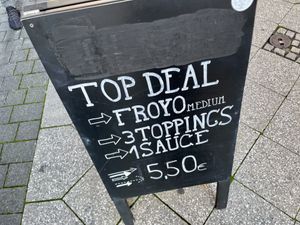 TOP DEAL
→ FROYO MEDIUM
→ 3 TOPPINGS
→ 1 SAUCE
5,50€